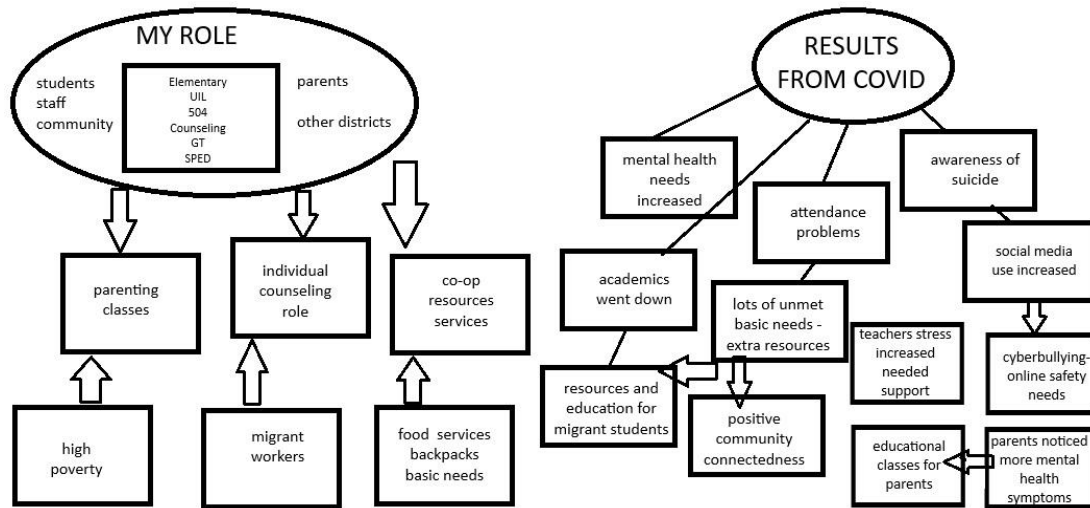 MY ROLE
students
staff
community
Elementary
UIL
504
Counseling
GT
SPED
parents
other districts
parenting
classes
individual
counseling
role
co-op
resources
services
high
poverty
migrant
workers
food services
backpacks
basic needs
RESULTS
FROM COVID
mental health
needs
increased
attendance
problems
awareness of
suicide
academics
went down
lots of unmet
basic needs -
extra resources
social media
use increased
teachers stress
increased
needed
support
cyberbullying-
online safety
needs
resources and
education for
migrant students
positive
community
connectedness
educational
classes for
parents
parents noticed
more mental
health
symptoms